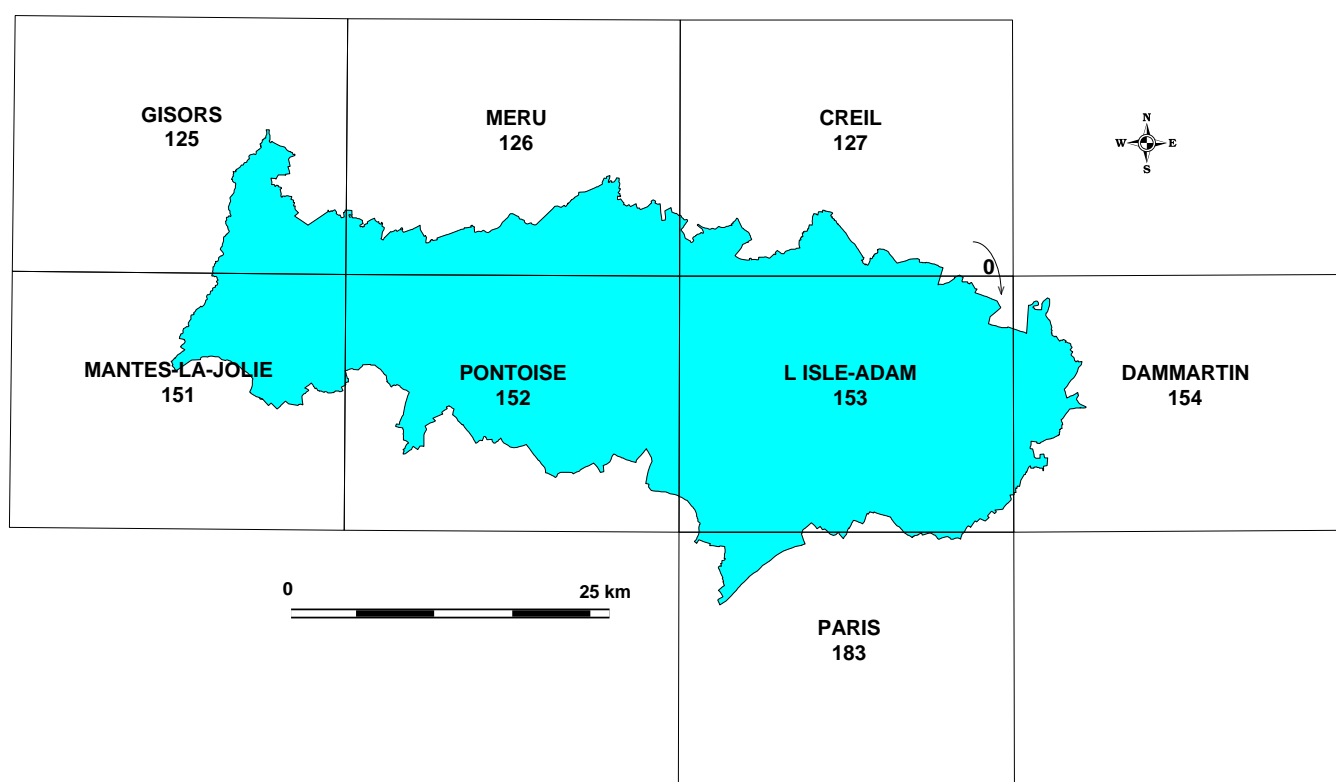 GISORS
125
MERU
126
CREIL
127
N
W E
S
0
MANTES-LA-JOLIE
151
PONTOISE
152
L ISLE-ADAM
153
DAMMARTIN
154
0 25 km
PARIS
183